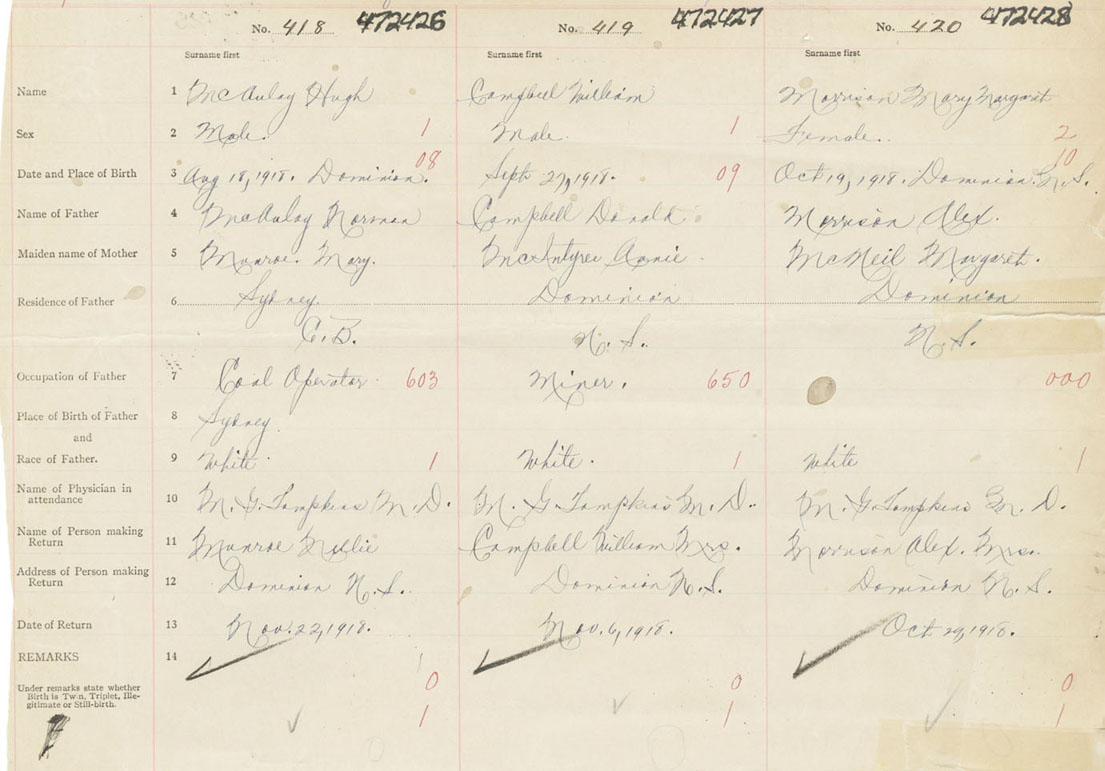 No. 418 472426 No. 419 472427 No. 420 472428
Surname first Surname first Surname first
Name 1 McAulay Hugh Campbell William Morrison Mary Margaret
Sex 2 Male. 1 Male. 1 Female. 2
Date and Place of Birth 3 Aug 18, 1918. Dominion. 08 Sept 27, 1918. 09 Oct 19, 1918. Dominion. N.S. 10
Name of Father 4 McAulay Norman Campbell Donald Morrison Alex.
Maiden name of Mother 5 Munroe. Mary. McIntyre Annie. McNeil Margaret.
Residence of Father 6 Sydney. Dominion Dominion
C.B. N.S. N.S.
Occupation of Father 7 Coal Operator. 603 Miner. 650 000
Place of Birth of Father 8 Sydney.
and
Race of Father. 9 White. 1 White. 1 White 1
Name of Physician in
attendance 10 M. G. Tompkins M.D. M. G. Tompkins M.D. M. G. Tompkins M.D.
Name of Person making
Return 11 Munroe Campbell William Mrs. Morrison Alex. Mrs.
Address of Person making
Return 12 Dominion N.S. Dominion N.S. Dominion N.S.
Date of Return 13 Nov. 22, 1918. Nov. 6, 1918. Oct 29, 1918.
REMARKS 14
Under remarks state whether
Birth is Twin, Triplet, Ille-
gitimate or Still-birth.
0 0 0
1 1 1